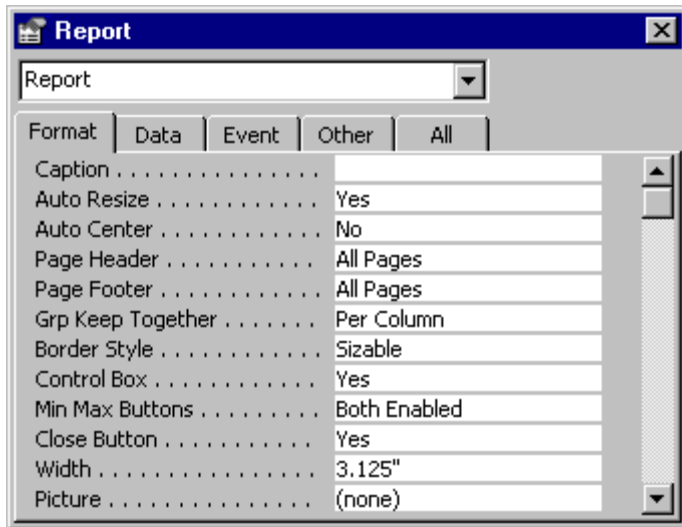 Report
Report
Format Data Event Other All
Caption . . . . . . . . . . . . . . .
Auto Resize . . . . . . . . . . . . Yes
Auto Center . . . . . . . . . . . . No
Page Header . . . . . . . . . . . All Pages
Page Footer . . . . . . . . . . . . All Pages
Grp Keep Together . . . . . . . Per Column
Border Style . . . . . . . . . . . . Sizable
Control Box . . . . . . . . . . . . Yes
Min Max Buttons . . . . . . . . . Both Enabled
Close Button . . . . . . . . . . . Yes
Width . . . . . . . . . . . . . . . . 3.125"
Picture . . . . . . . . . . . . . . . (none)